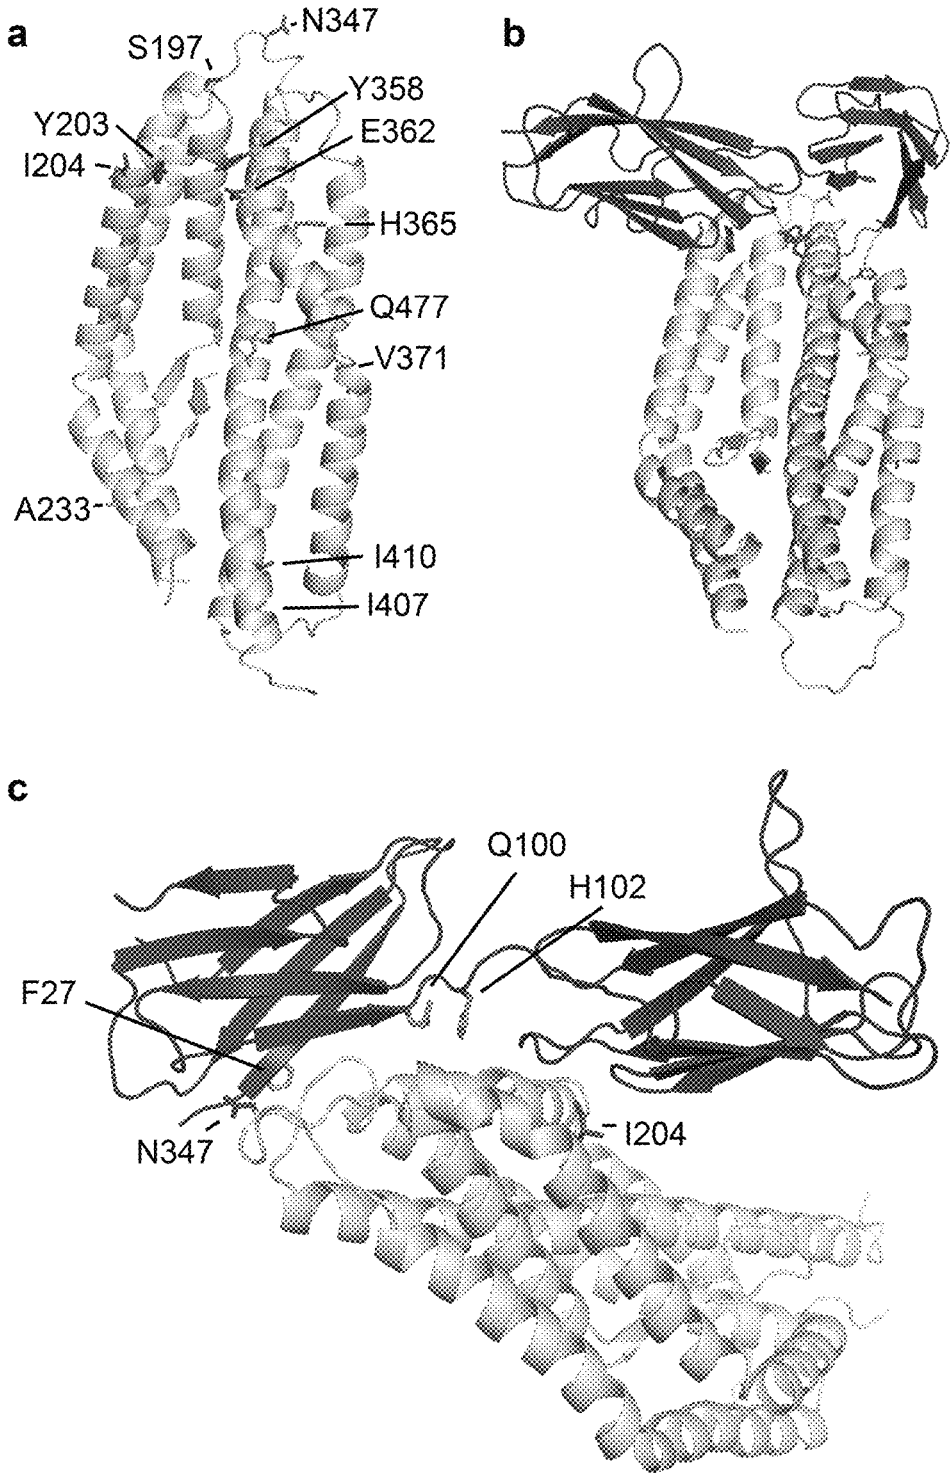 a
N347
b
S197
Y358
Y203
E362
I204
H365
Q477
V371
A233
I410
I407
c
Q100
H102
F27
N347
I204